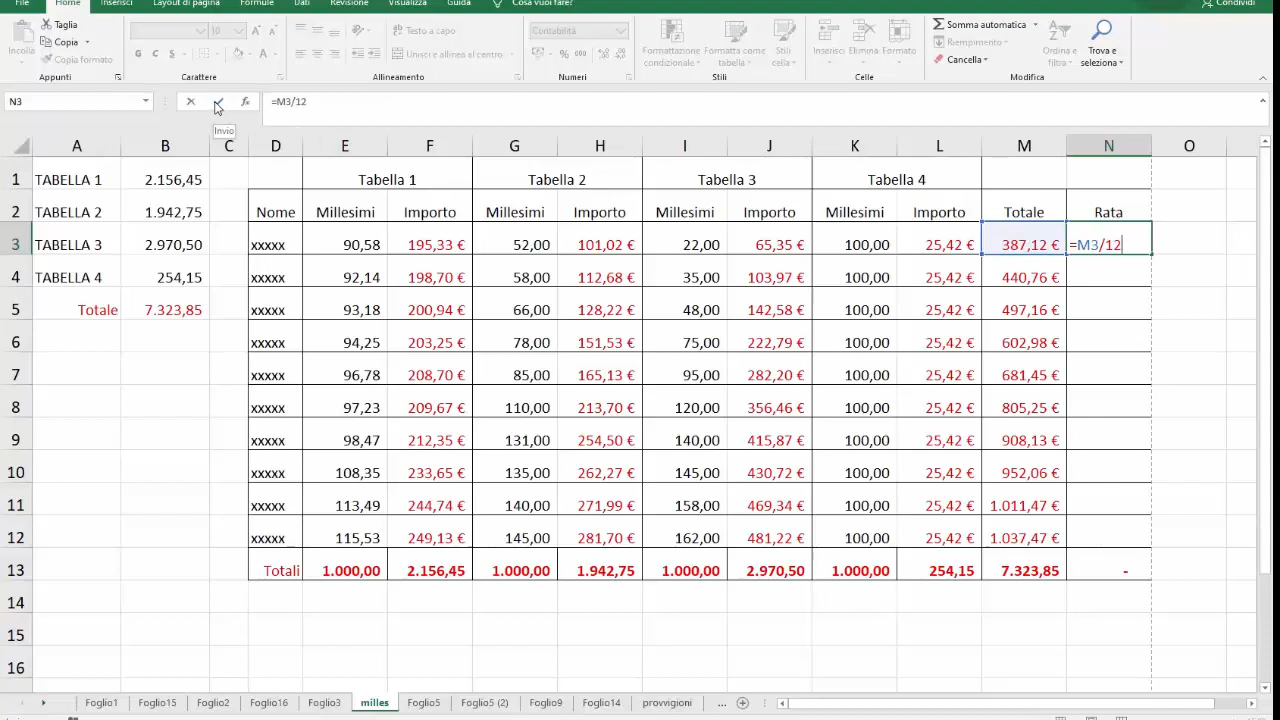 File Home Inserisci Layout di pagina Formule Dati Revisione Visualizza Guida Cosa vuoi fare? Condividi
Incolla
Taglia
Copia
Copia formato
10
Testo a capo
Unisci e allinea al centro
Contabilità
Formattazione condizionale
Formatta come tabella
Stili cella
Inserisci Elimina Formato
Somma automatica
Riempimento
Cancella
Ordina e filtra
Trova e seleziona
Appunti Carattere Allineamento Numeri Stili Celle Modifica
N3 fx =M3/12
Invio
A B C D E F G H I J K L M N O
1 TABELLA 1 2.156,45 Tabella 1 Tabella 2 Tabella 3 Tabella 4
2 TABELLA 2 1.942,75 Nome Millesimi Importo Millesimi Importo Millesimi Importo Millesimi Importo Totale Rata
3 TABELLA 3 2.970,50 xxxxx 90,58 195,33 € 52,00 101,02 € 22,00 65,35 € 100,00 25,42 € 387,12 € =M3/12
4 TABELLA 4 254,15 xxxxx 92,14 198,70 € 58,00 112,68 € 35,00 103,97 € 100,00 25,42 € 440,76 €
5 Totale 7.323,85 xxxxx 93,18 200,94 € 66,00 128,22 € 48,00 142,58 € 100,00 25,42 € 497,16 €
6 xxxxx 94,25 203,25 € 78,00 151,53 € 75,00 222,79 € 100,00 25,42 € 602,98 €
7 xxxxx 96,78 208,70 € 85,00 165,13 € 95,00 282,20 € 100,00 25,42 € 681,45 €
8 xxxxx 97,23 209,67 € 110,00 213,70 € 120,00 356,46 € 100,00 25,42 € 805,25 €
9 xxxxx 98,47 212,35 € 131,00 254,50 € 140,00 415,87 € 100,00 25,42 € 908,13 €
10 xxxxx 108,35 233,65 € 135,00 262,27 € 145,00 430,72 € 100,00 25,42 € 952,06 €
11 xxxxx 113,49 244,74 € 140,00 271,99 € 158,00 469,34 € 100,00 25,42 € 1.011,47 €
12 xxxxx 115,53 249,13 € 145,00 281,70 € 162,00 481,22 € 100,00 25,42 € 1.037,47 €
13 Totali 1.000,00 2.156,45 1.000,00 1.942,75 1.000,00 2.970,50 1.000,00 254,15 7.323,85 -
14
15
16
Foglio1 Foglio15 Foglio2 Foglio16 Foglio3 milles Foglio5 Foglio5 (2) Foglio9 Foglio14 provvigioni ...